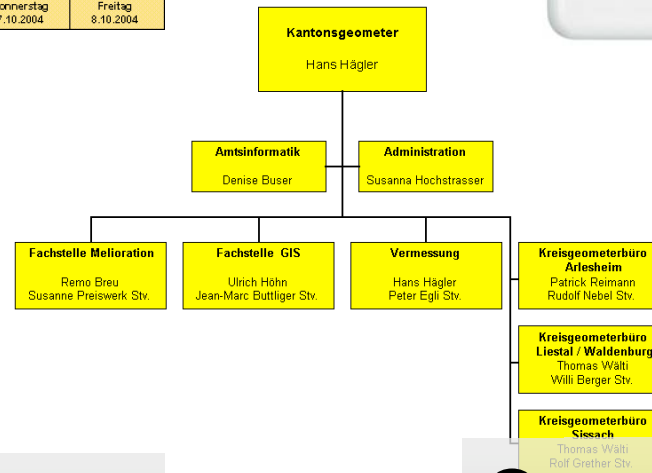 Donnerstag
7.10.2004
Freitag
8.10.2004
Kantonsgeometer
Hans Hägler
Amtsinformatik
Denise Buser
Administration
Susanna Hochstrasser
Fachstelle Melioration
Remo Breu
Susanne Preiswerk Stv.
Fachstelle GIS
Ulrich Höhn
Jean-Marc Buttliger Stv.
Vermessung
Hans Hägler
Peter Egli Stv.
Kreisgeometerbüro
Arlesheim
Patrick Reimann
Rudolf Nebel Stv.
Kreisgeometerbüro
Liestal / Waldenburg
Thomas Wälti
Willi Berger Stv.
Kreisgeometerbüro
Sissach
Thomas Wälti
Rolf Grether Stv.